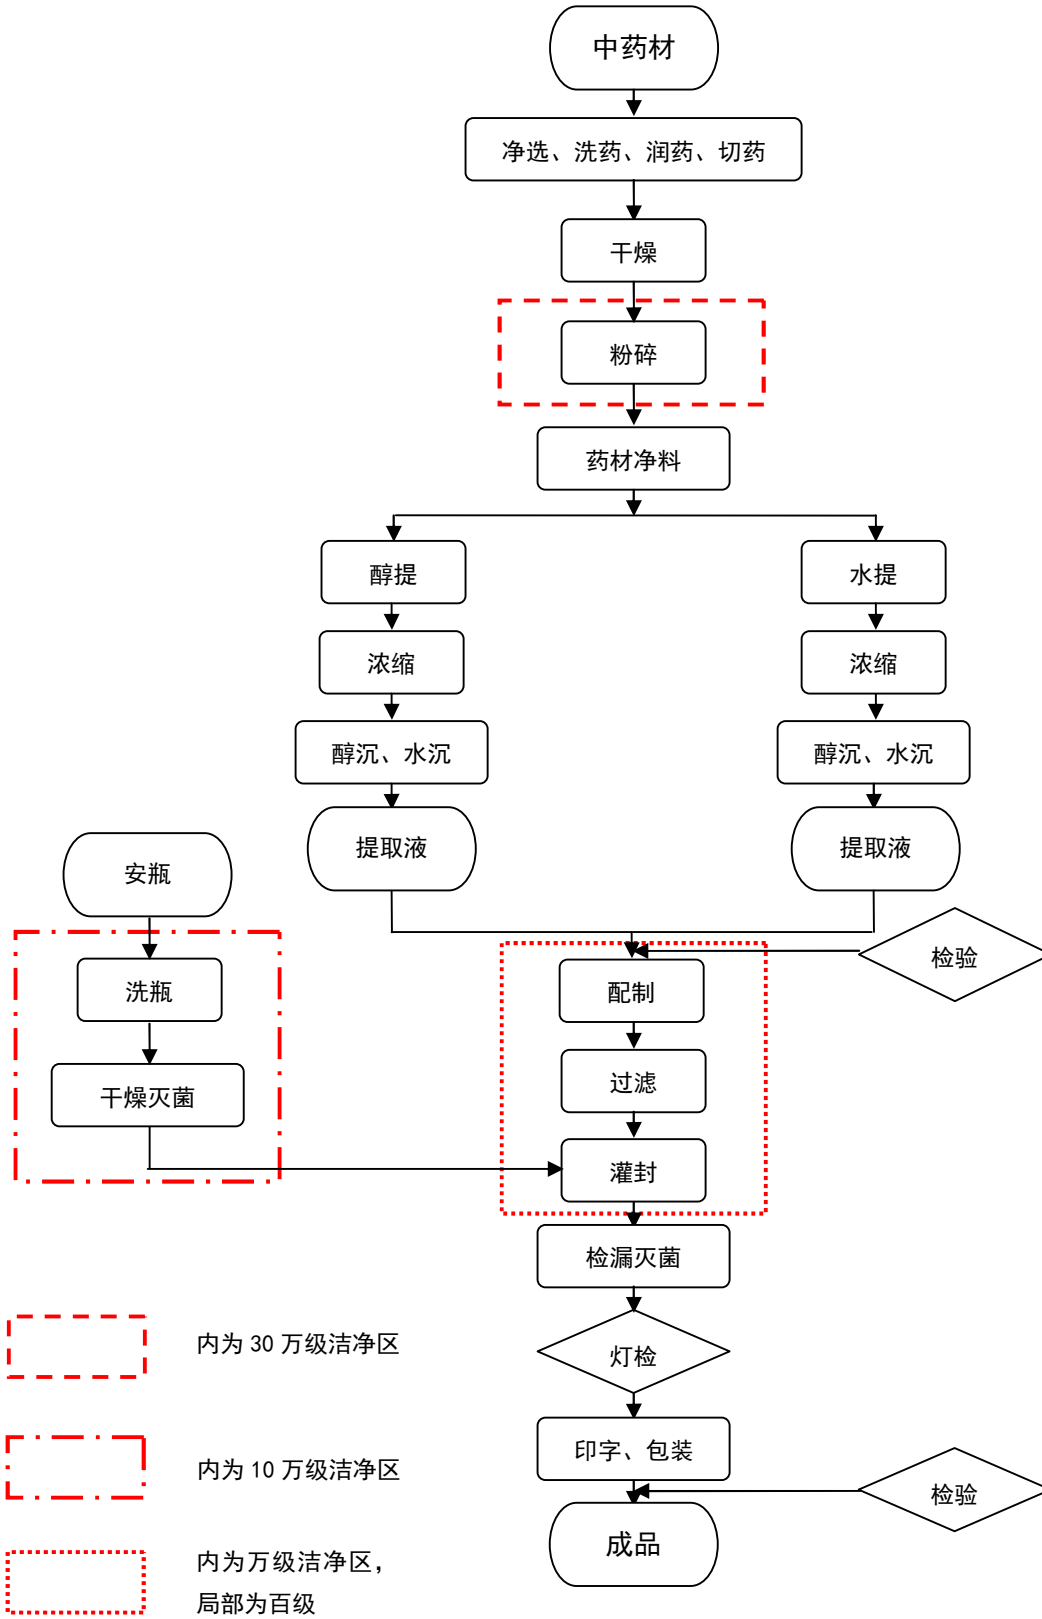 中药材
净选、洗药、润药、切药
干燥
粉碎
药材净料
醇提
水提
浓缩
浓缩
醇沉、水沉
醇沉、水沉
提取液
提取液
安瓶
检验
洗瓶
配制
干燥灭菌
过滤
灌封
检漏灭菌
内为 30 万级洁净区
灯检
印字、包装
内为 10 万级洁净区
检验
成品
内为万级洁净区，
局部为百级